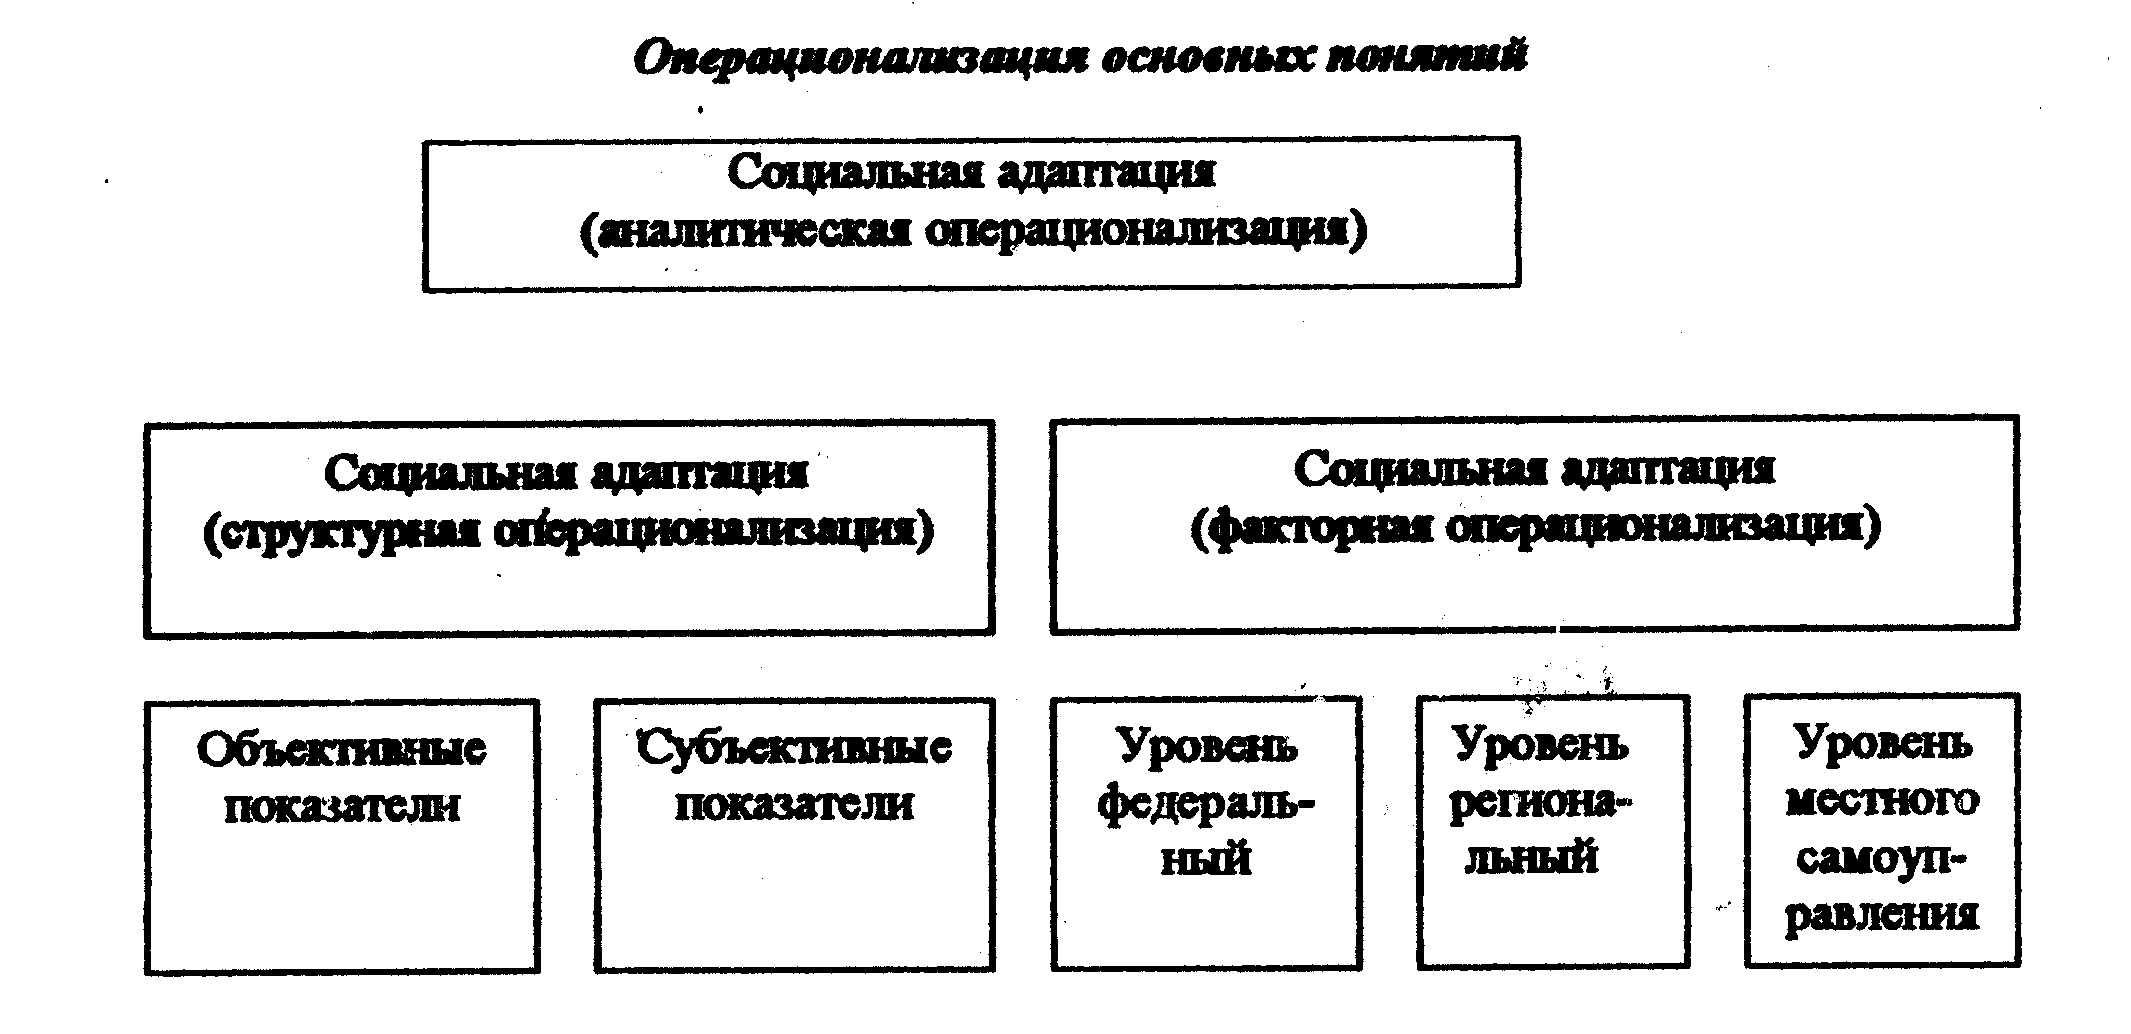 Операционализация основных понятий
Социальная адаптация
(аналитическая операционализация)
Социальная адаптация
(структурная операционализация)
Социальная адаптация
(факторная операционализация)
Объективные
показатели
Субъективные
показатели
Уровень
федераль-
ный
Уровень
региона-
льный
Уровень
местного
самоуп-
равления